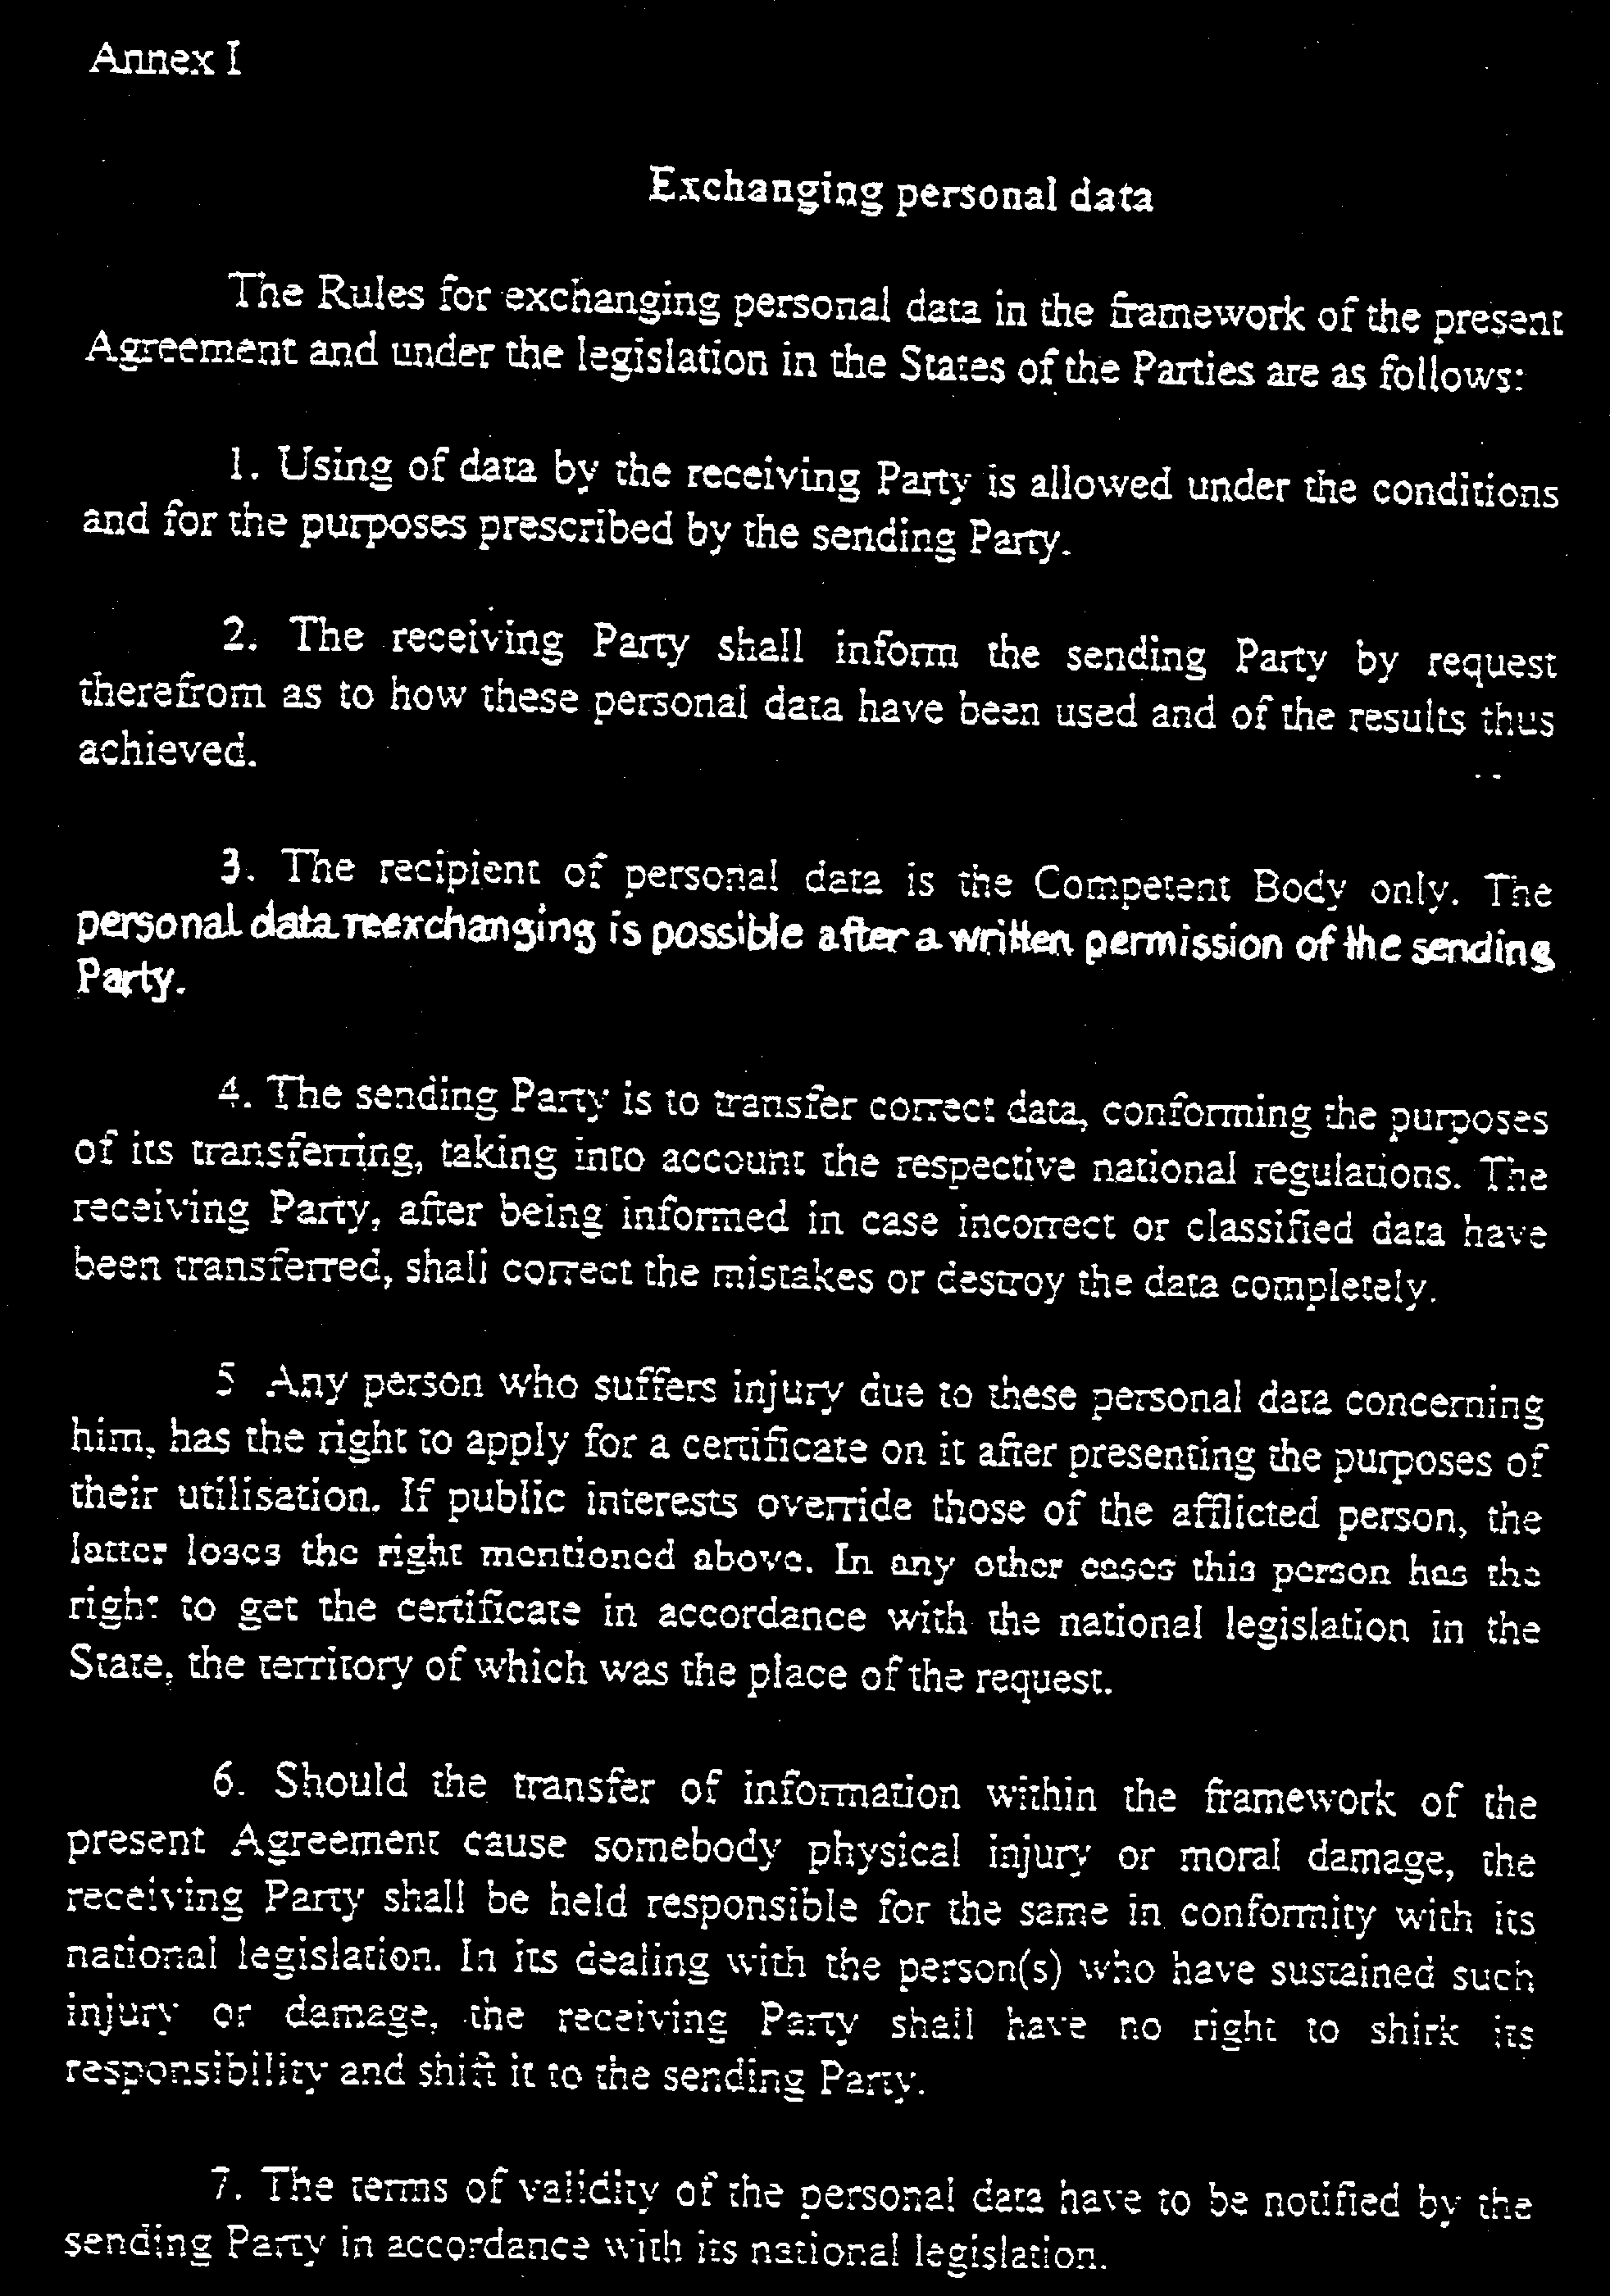 Annex I
Exchanging personal data
The Rules for exchanging personal data in the framework of the present
Agreement and under the legislation in the States of the Parties are as follows:
1. Using of data by the receiving Party is allowed under the conditions
and for the purposes prescribed by the sending Party.
2. The receiving Party shall inform the sending Party by request
therefrom as to how these personal data have been used and of the results thus
achieved.
3. The recipient of personal data is the Competent Body only. The
personal data reexchanging is possible after a written permission of the sending
Party.
4. The sending Party is to transfer correct data, conforming the purposes
of its transferring, taking into account the respective national regulations. The
receiving Party, after being informed in case incorrect or classified data have
been transferred, shall correct the mistakes or destroy the data completely.
5 Any person who suffers injury due to these personal data concerning
him, has the right to apply for a certificate on it after presenting the purposes of
their utilisation. If public interests override those of the afflicted person, the
latter loses the right mentioned above. In any other cases this person has the
right to get the certificate in accordance with the national legislation in the
State, the territory of which was the place of the request.
6. Should the transfer of information within the framework of the
present Agreement cause somebody physical injury or moral damage, the
receiving Party shall be held responsible for the same in conformity with its
national legislation. In its dealing with the person(s) who have sustained such
injury or damage, the receiving Party shall have no right to shirk its
responsibility and shift it to the sending Party.
7. The terms of validity of the personal data have to be notified by the
sending Party in accordance with its national legislation.